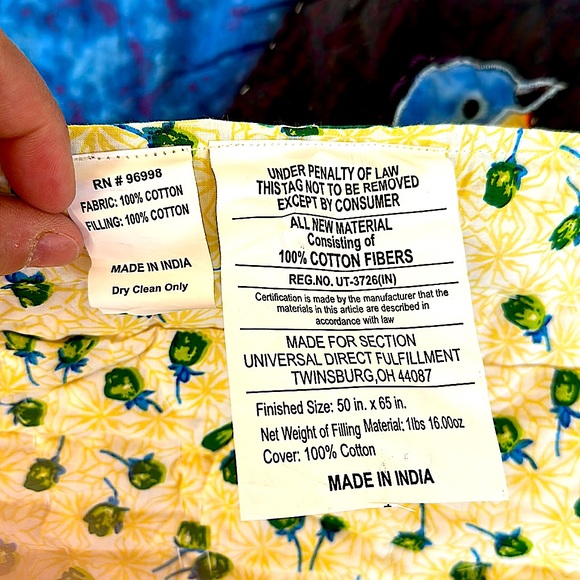 RN # 96998
FABRIC: 100% COTTON
FILLING: 100% COTTON
MADE IN INDIA
Dry Clean Only
UNDER PENALTY OF LAW
THIS TAG NOT TO BE REMOVED
EXCEPT BY CONSUMER
ALL NEW MATERIAL
Consisting of
100% COTTON FIBERS
REG.NO. UT-3726(IN)
Certification is made by the manufacturer that the
materials in this article are described in
accordance with law
MADE FOR SECTION
UNIVERSAL DIRECT FULFILLMENT
TWINSBURG,OH 44087
Finished Size: 50 in. x 65 in.
Net Weight of Filling Material: 1lbs 16.00oz
Cover: 100% Cotton
MADE IN INDIA